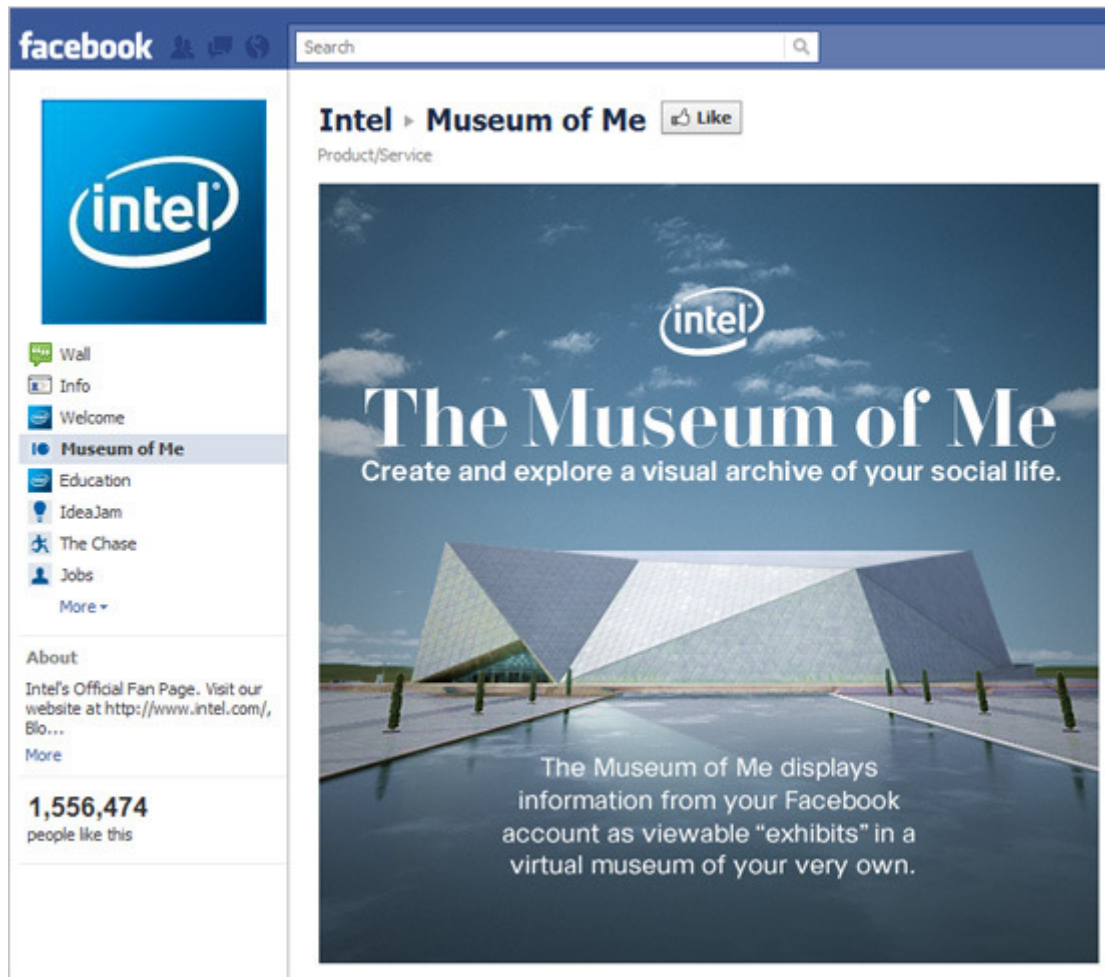 facebook
Search
intel
Intel ▸ Museum of Me Like
Product/Service
Wall
Info
Welcome
Museum of Me
Education
IdeaJam
The Chase
Jobs
More
About
Intel's Official Fan Page. Visit our
website at http://www.intel.com/,
Blo...
More
1,556,474
people like this
intel
The Museum of Me
Create and explore a visual archive of your social life.
The Museum of Me displays
information from your Facebook
account as viewable “exhibits” in a
virtual museum of your very own.